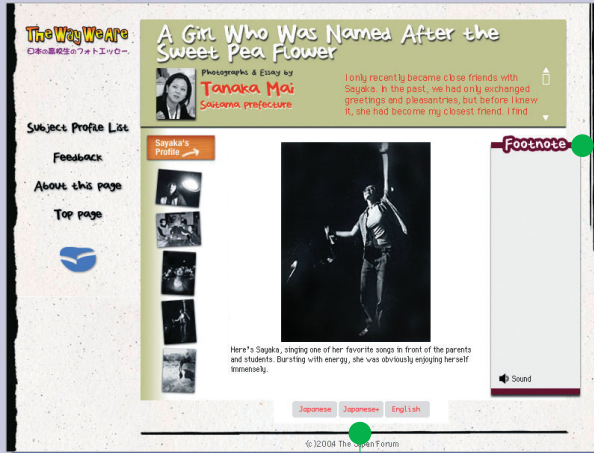 The Way We Are
日本の高校生のフォトエッセー.
Subject Profile List
Feedback
About this page
Top page
A Girl Who Was Named After the
Sweet Pea Flower
Photographs & Essay by
Tanaka Mai
Saitama prefecture
I only recently became close friends with
Sayaka. In the past, we had only exchanged
greetings and pleasantries, but before I knew
it, she had become my closest friend. I find
Sayaka's
Profile
Here's Sayaka, singing one of her favorite songs in front of the parents
and students. Bursting with energy, she was obviously enjoying herself
immensely.
Footnote
Sound
Japanese Japanese+ English
(c)2004 The Japan Forum